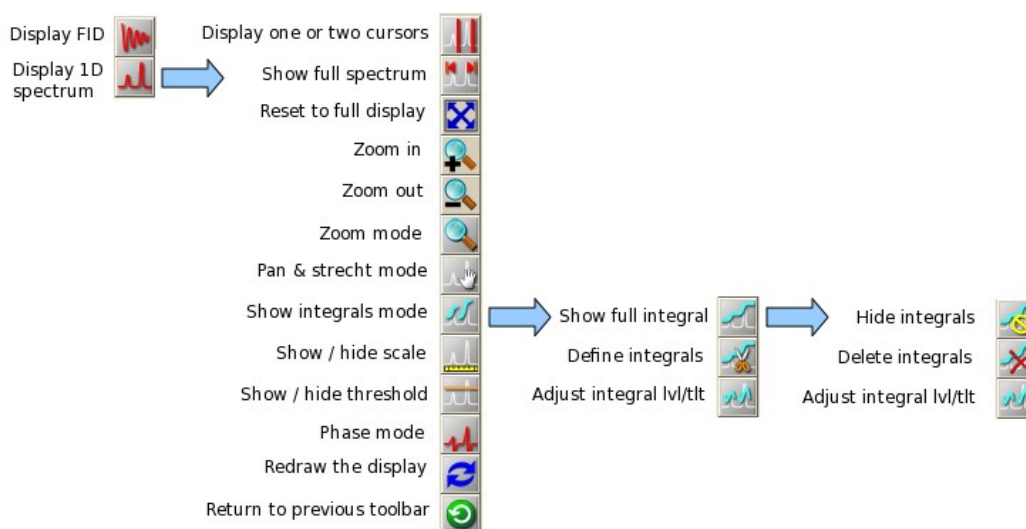 Display FID
Display 1D
spectrum
Display one or two cursors
Show full spectrum
Reset to full display
Zoom in
Zoom out
Zoom mode
Pan & strecht mode
Show integrals mode
Show / hide scale
Show / hide threshold
Phase mode
Redraw the display
Return to previous toolbar
Show full integral
Define integrals
Adjust integral lvl/tlt
Hide integrals
Delete integrals
Adjust integral lvl/tlt